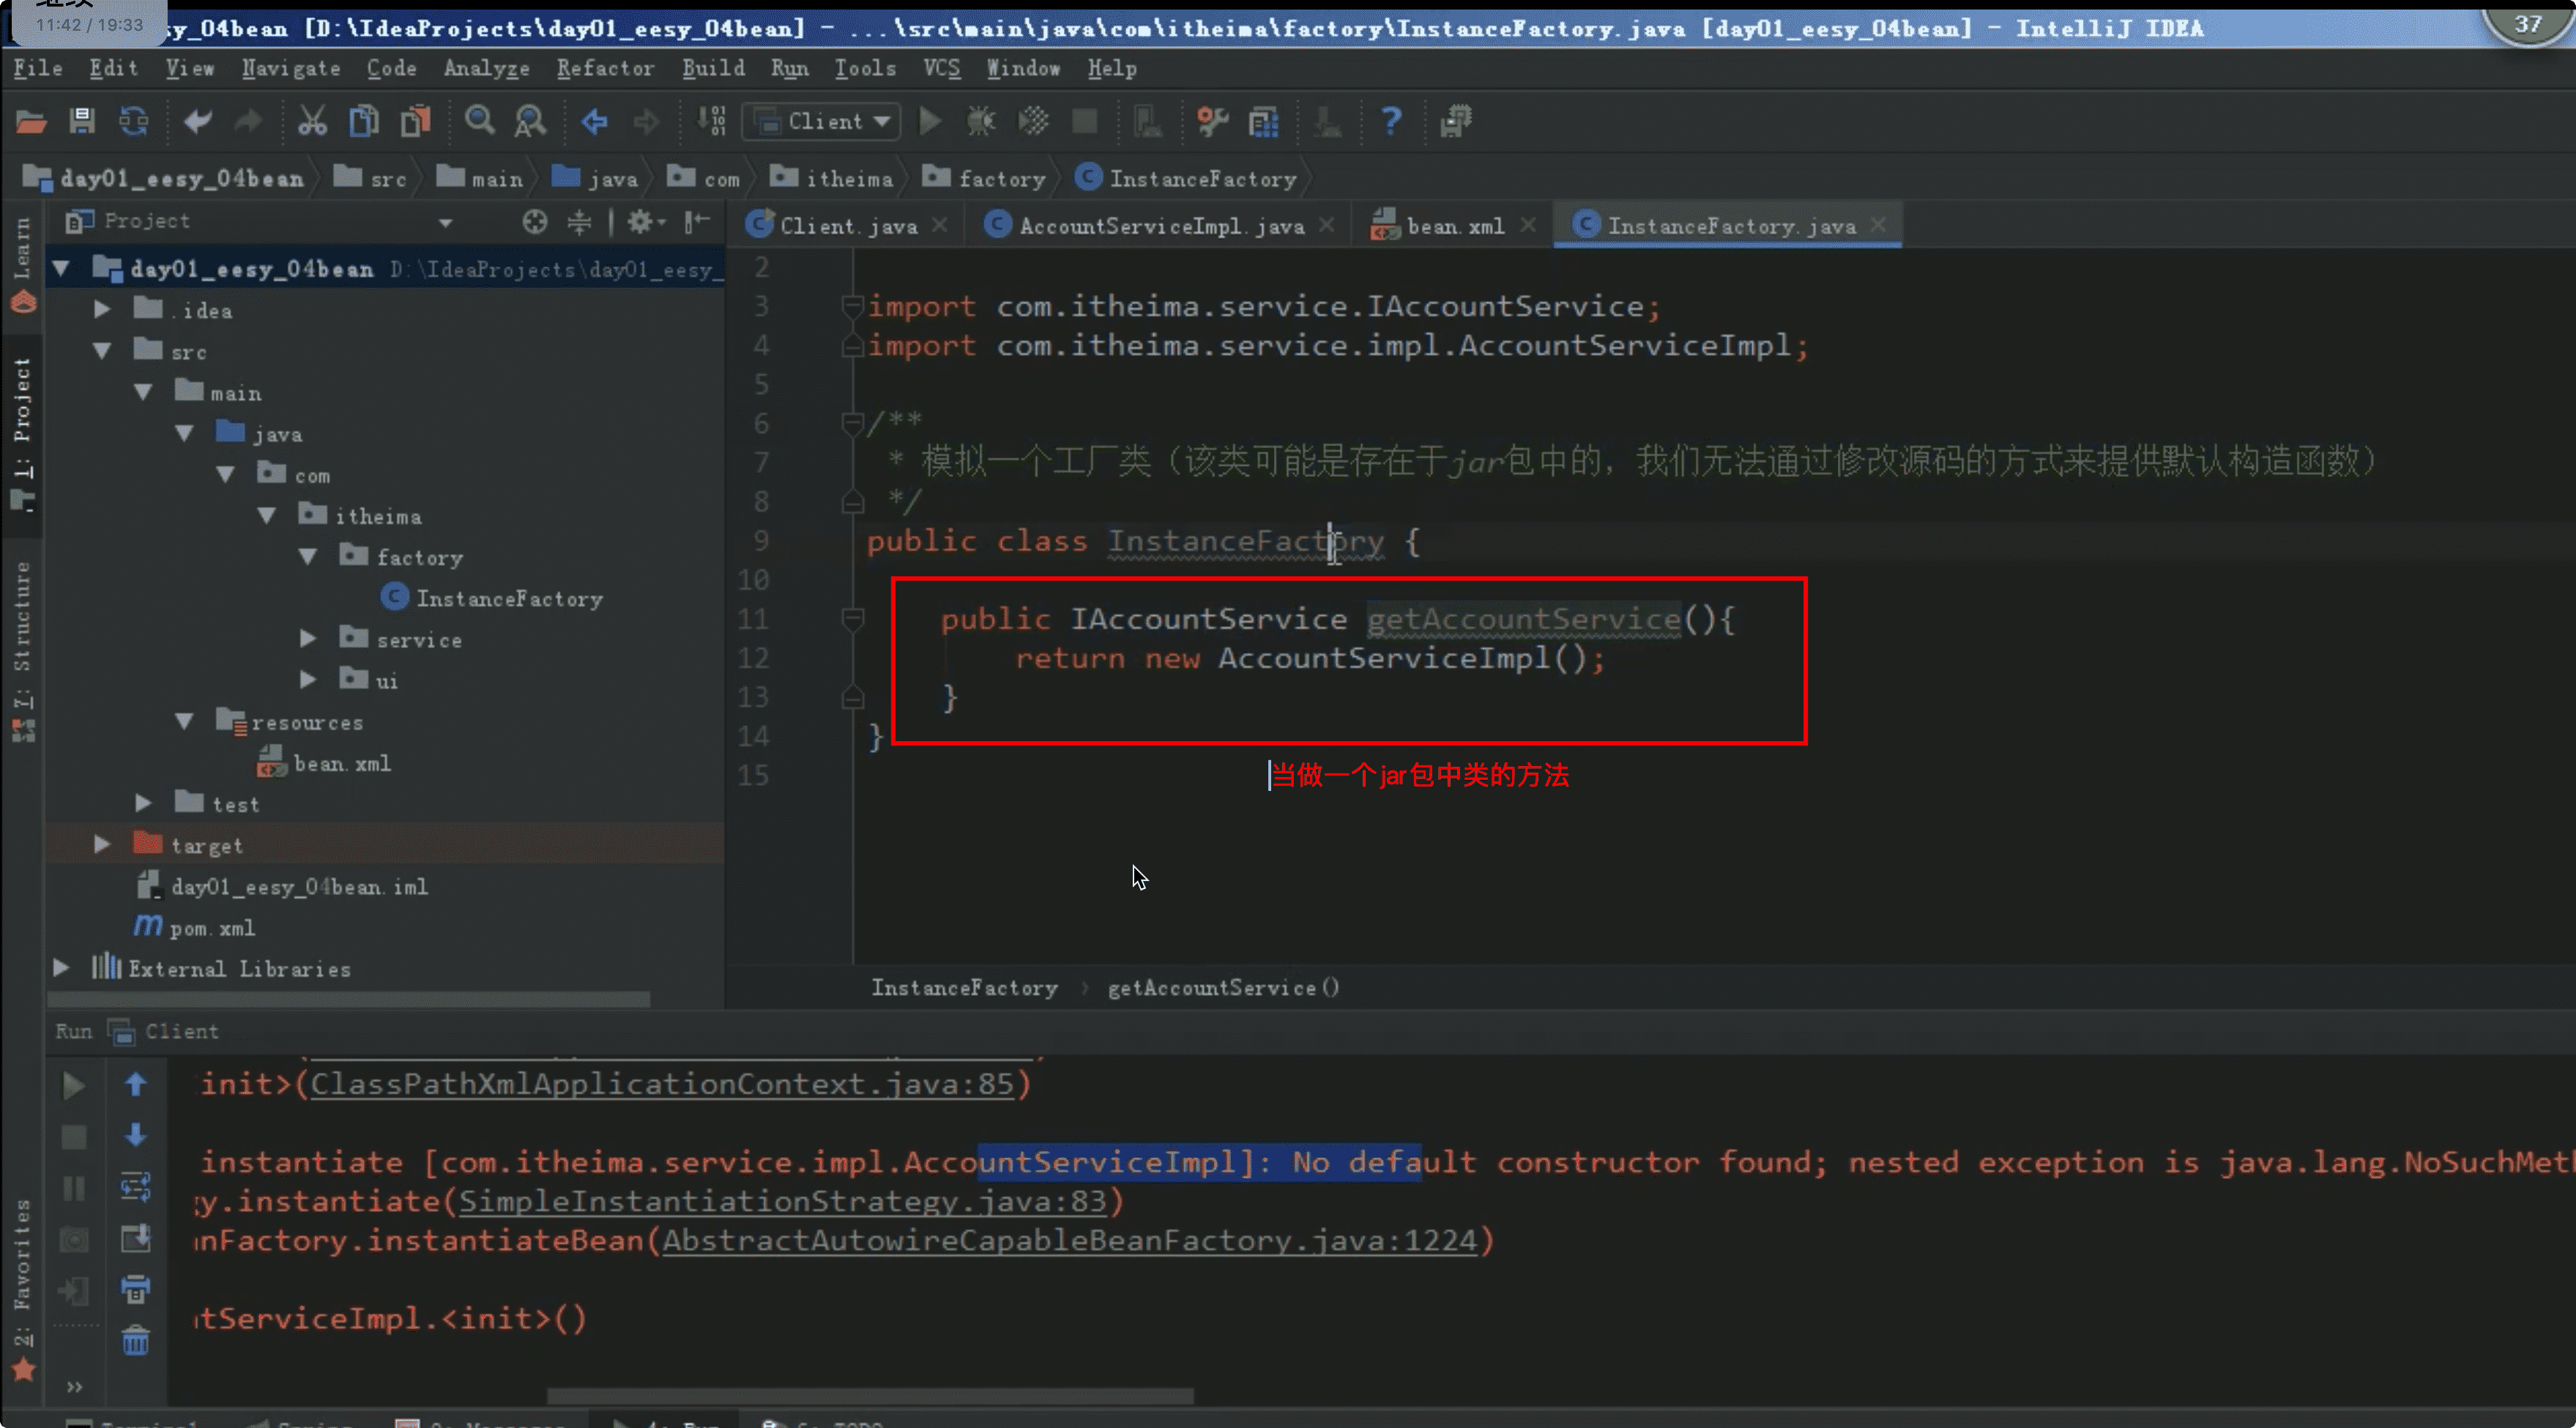 继续
11:42 / 19:33
y_04bean [D:\IdeaProjects\day01_eesy_04bean] - ...\src\main\java\com\itheima\factory\InstanceFactory.java [day01_eesy_04bean] - IntelliJ IDEA
37
File Edit View Navigate Code Analyze Refactor Build Run Tools VCS Window Help
Client
day01_eesy_04bean src main java com itheima factory InstanceFactory
Project
Client.java AccountServiceImpl.java bean.xml InstanceFactory.java
Learn
1: Project
7: Structure
2: Favorites
day01_eesy_04bean D:\IdeaProjects\day01_eesy_
.idea
src
main
java
com
itheima
factory
InstanceFactory
service
ui
resources
bean.xml
test
target
day01_eesy_04bean.iml
pom.xml
External Libraries
2
3 import com.itheima.service.IAccountService;
4 import com.itheima.service.impl.AccountServiceImpl;
5
6 /**
7 * 模拟一个工厂类（该类可能是存在于jar包中的，我们无法通过修改源码的方式来提供默认构造函数）
8 */
9 public class InstanceFactory {
10
11 public IAccountService getAccountService(){
12 return new AccountServiceImpl();
13 }
14 }
15
当做一个jar包中类的方法
InstanceFactory › getAccountService()
Run Client
init>(ClassPathXmlApplicationContext.java:85)
instantiate [com.itheima.service.impl.AccountServiceImpl]: No default constructor found; nested exception is java.lang.NoSuchMeth
y.instantiate(SimpleInstantiationStrategy.java:83)
nFactory.instantiateBean(AbstractAutowireCapableBeanFactory.java:1224)
tServiceImpl.<init>()